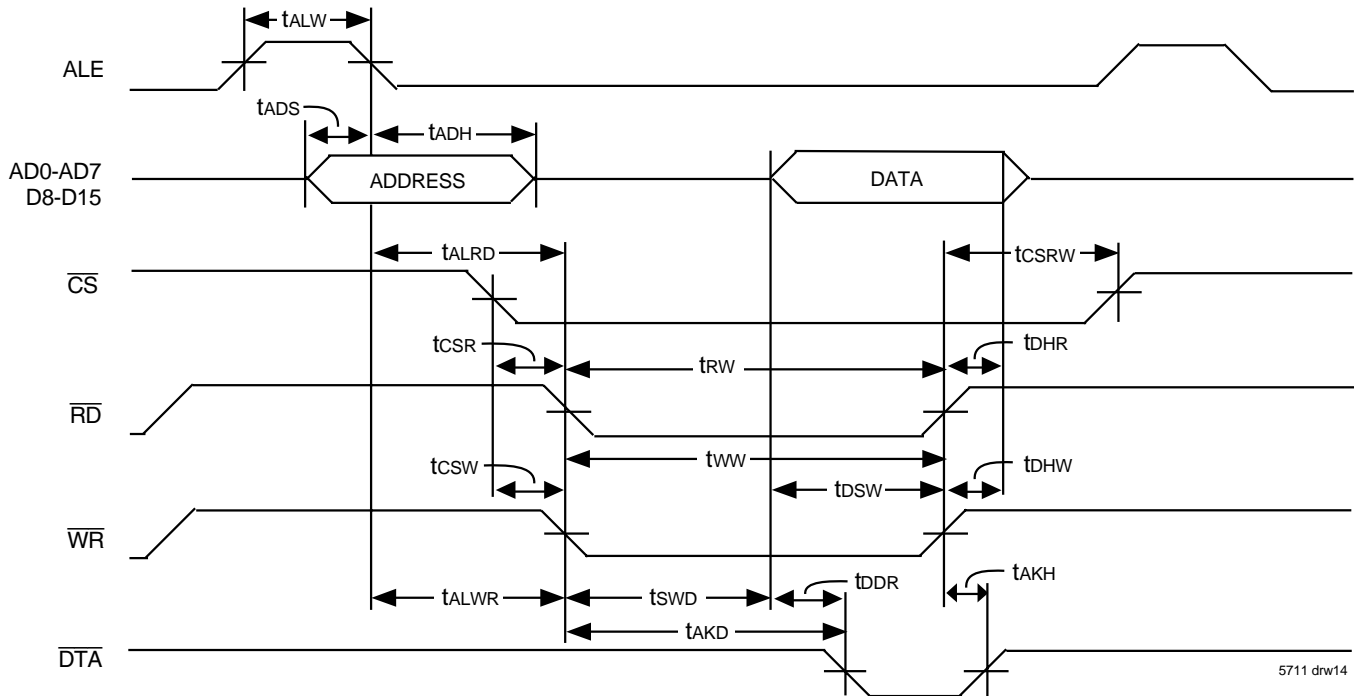 tALW
ALE
tADS
tADH
AD0-AD7
D8-D15
ADDRESS
DATA
tALRD
tCSRW
CS
tCSR
tRW
tDHR
RD
tCSW
tWW
tDHW
tDSW
WR
tDDR
tAKH
tALWR
tSWD
tAKD
DTA
5711 drw14